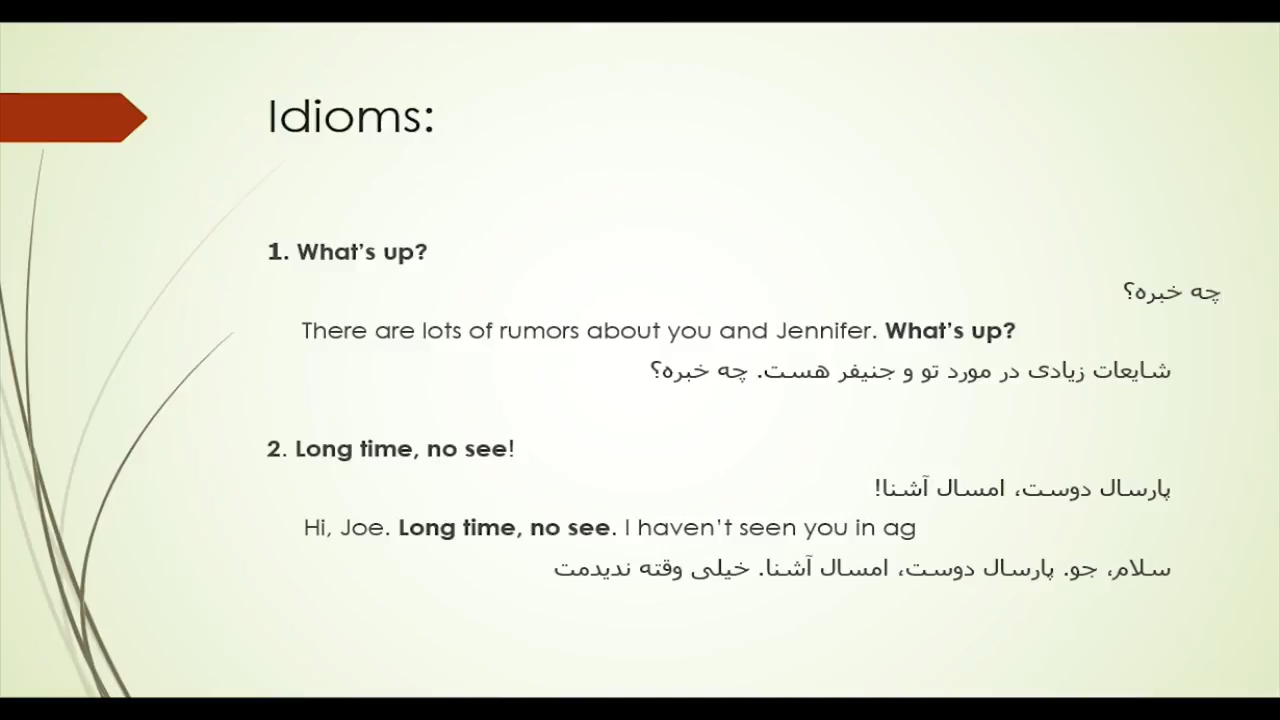 Idioms:
1. What's up?
چه خبره؟
There are lots of rumors about you and Jennifer. What's up?
شایعات زیادی در مورد تو و جنیفر هست. چه خبره؟
2. Long time, no see!
پارسال دوست، امسال آشنا!
Hi, Joe. Long time, no see. I haven't seen you in ag
سلام، جو. پارسال دوست، امسال آشنا. خیلی وقته ندیدمت